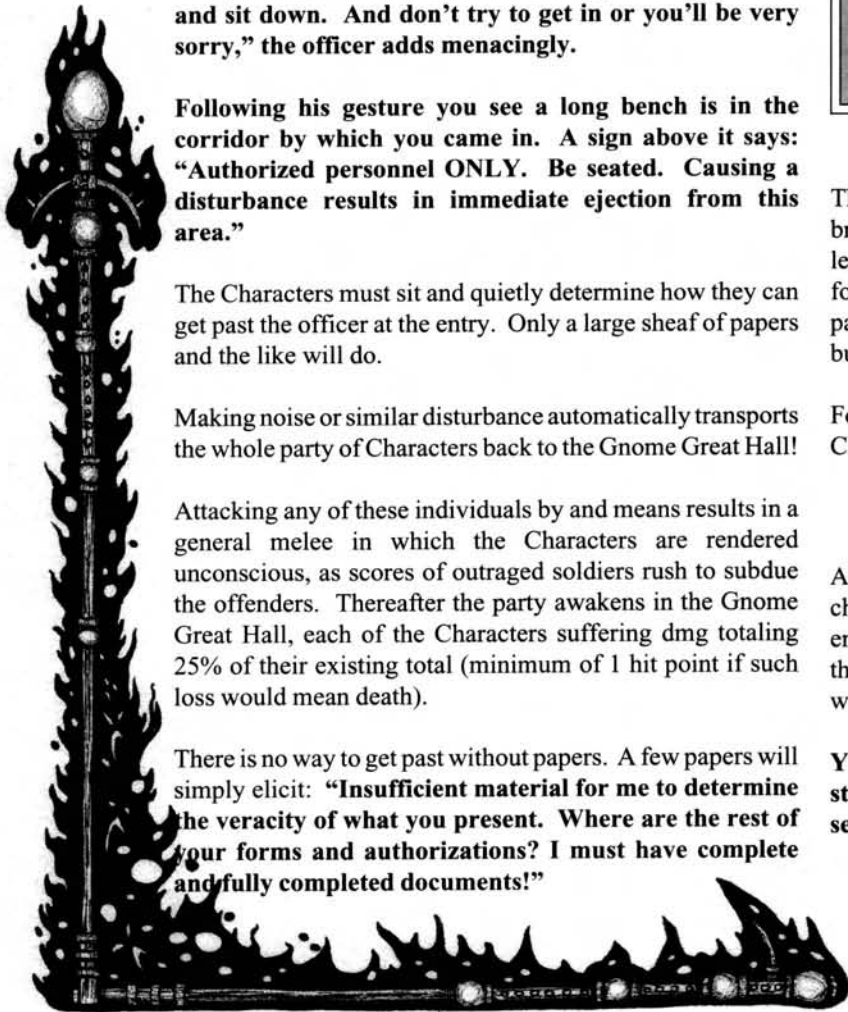 and sit down. And don't try to get in or you'll be very
sorry,” the officer adds menacingly.
Following his gesture you see a long bench is in the
corridor by which you came in. A sign above it says:
“Authorized personnel ONLY. Be seated. Causing a
disturbance results in immediate ejection from this
area.”
The Characters must sit and quietly determine how they can
get past the officer at the entry. Only a large sheaf of papers
and the like will do.
Making noise or similar disturbance automatically transports
the whole party of Characters back to the Gnome Great Hall!
Attacking any of these individuals by and means results in a
general melee in which the Characters are rendered
unconscious, as scores of outraged soldiers rush to subdue
the offenders. Thereafter the party awakens in the Gnome
Great Hall, each of the Characters suffering dmg totaling
25% of their existing total (minimum of 1 hit point if such
loss would mean death).
There is no way to get past without papers. A few papers will
simply elicit: “Insufficient material for me to determine
the veracity of what you present. Where are the rest of
your forms and authorizations? I must have complete
and fully completed documents!”